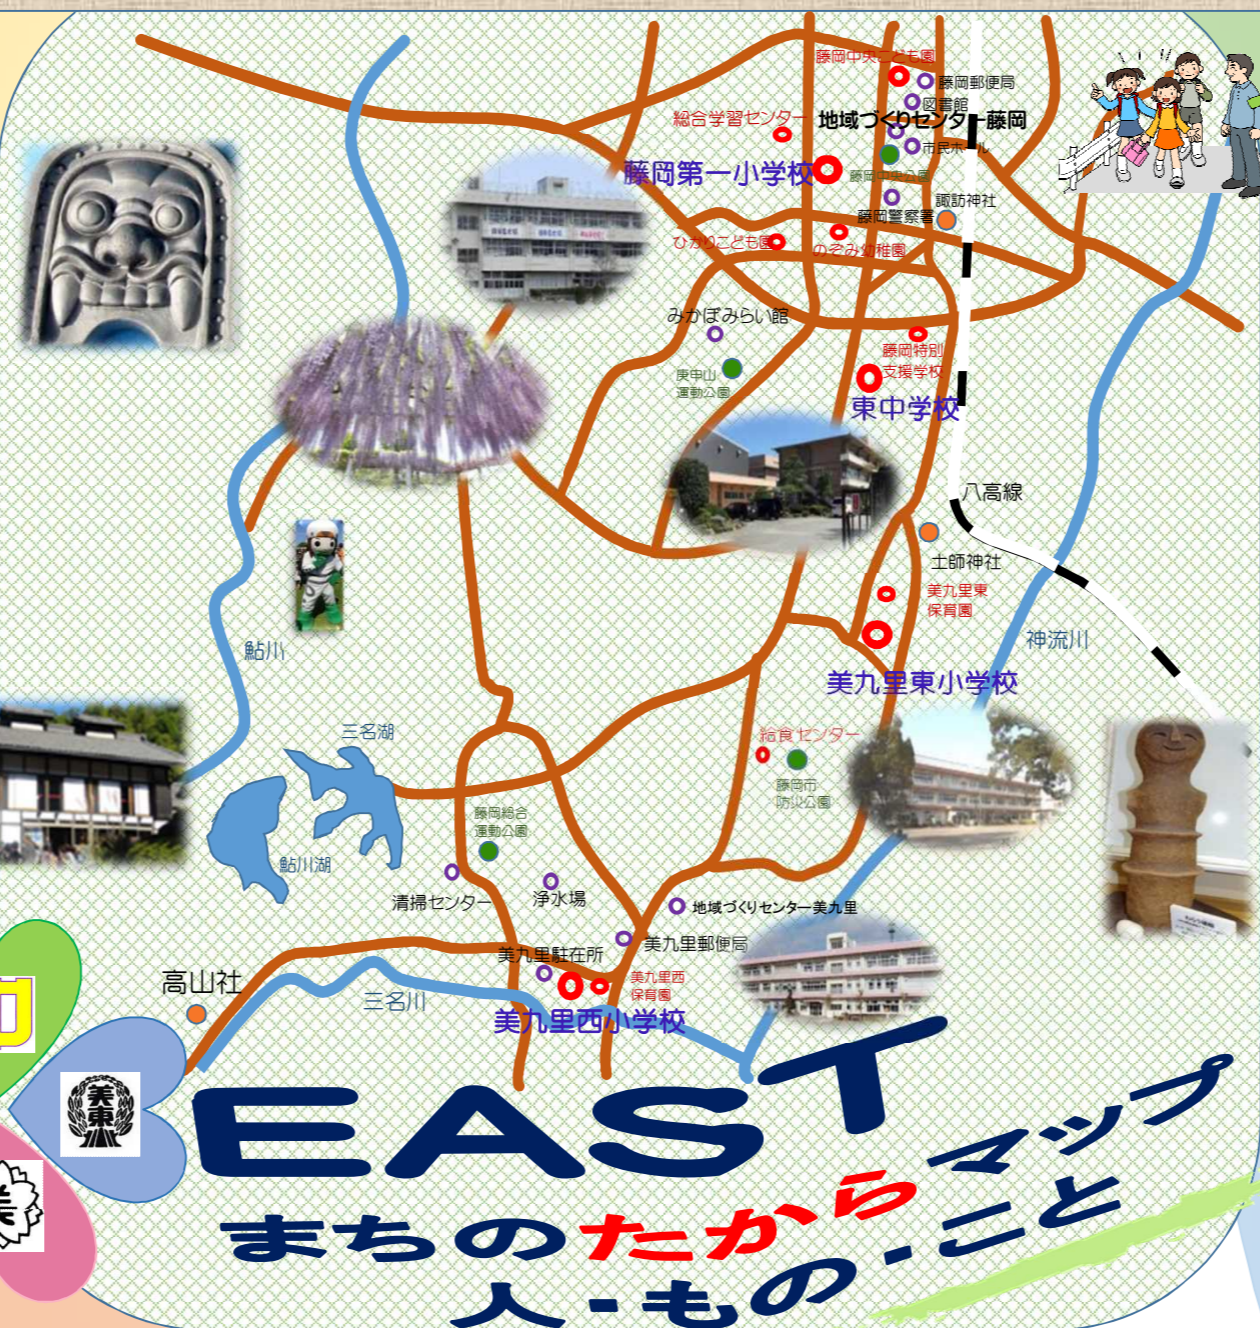 藤岡中央こども園
藤岡郵便局
図書館
総合学習センター
地域づくりセンター藤岡
市民ホール
藤岡第一小学校
藤岡中央公園
諏訪神社
藤岡警察署
ひかりこども園
のぞみ幼稚園
みかぼみらい館
藤岡特別
支援学校
庚申山
運動公園
東中学校
八高線
土師神社
美九里東
保育園
鮎川
神流川
美九里東小学校
三名湖
給食センター
藤岡市
防災公園
藤岡総合
運動公園
鮎川湖
清掃センター
浄水場
地域づくりセンター美九里
美九里駐在所
美九里郵便局
高山社
美九里西
保育園
三名川
美九里西小学校
美東
美
EAST
まちのたからマップ
人・もの・こと